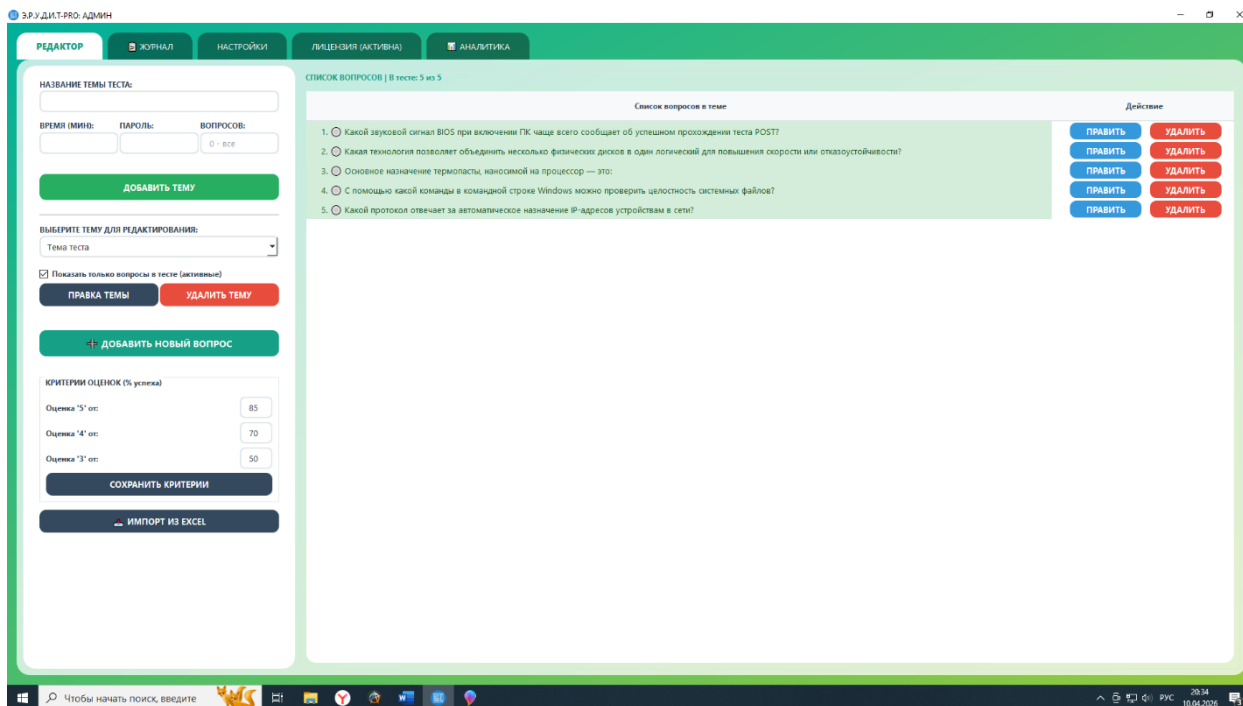 Э.Р.У.Д.И.Т-PRO: АДМИН
РЕДАКТОР
ЖУРНАЛ
НАСТРОЙКИ
ЛИЦЕНЗИЯ (АКТИВНА)
АНАЛИТИКА
НАЗВАНИЕ ТЕМЫ ТЕСТА:
ВРЕМЯ (МИН): ПАРОЛЬ: ВОПРОСОВ:
0 - все
ДОБАВИТЬ ТЕМУ
ВЫБЕРИТЕ ТЕМУ ДЛЯ РЕДАКТИРОВАНИЯ:
Тема теста
Показать только вопросы в тесте (активные)
ПРАВКА ТЕМЫ УДАЛИТЬ ТЕМУ
ДОБАВИТЬ НОВЫЙ ВОПРОС
КРИТЕРИИ ОЦЕНОК (% успеха)
Оценка '5' от: 85
Оценка '4' от: 70
Оценка '3' от: 50
СОХРАНИТЬ КРИТЕРИИ
ИМПОРТ ИЗ EXCEL
СПИСОК ВОПРОСОВ | В тесте: 5 из 5
Список вопросов в теме Действие
1. Какой звуковой сигнал BIOS при включении ПК чаще всего сообщает об успешном прохождении теста POST? ПРАВИТЬ УДАЛИТЬ
2. Какая технология позволяет объединить несколько физических дисков в один логический для повышения скорости или отказоустойчивости? ПРАВИТЬ УДАЛИТЬ
3. Основное назначение термопасты, наносимой на процессор — это: ПРАВИТЬ УДАЛИТЬ
4. С помощью какой команды в командной строке Windows можно проверить целостность системных файлов? ПРАВИТЬ УДАЛИТЬ
5. Какой протокол отвечает за автоматическое назначение IP-адресов устройствам в сети? ПРАВИТЬ УДАЛИТЬ
Чтобы начать поиск, введите
РУС
20:34
10.04.2026